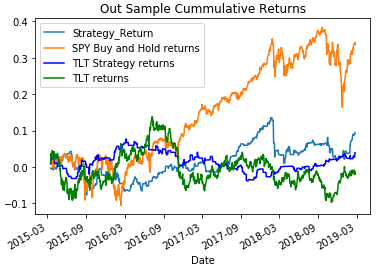 Out Sample Cummulative Returns
Strategy_Return
SPY Buy and Hold returns
TLT Strategy returns
TLT returns
0.4
0.3
0.2
0.1
0.0
−0.1
2015-03
2015-09
2016-03
2016-09
2017-03
2017-09
2018-03
2018-09
2019-03
Date